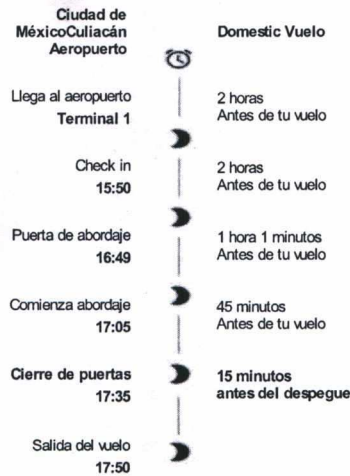 Ciudad de
MéxicoCuliacán
Aeropuerto
Domestic Vuelo
Llega al aeropuerto
Terminal 1
2 horas
Antes de tu vuelo
Check in
15:50
2 horas
Antes de tu vuelo
Puerta de abordaje
16:49
1 hora 1 minutos
Antes de tu vuelo
Comienza abordaje
17:05
45 minutos
Antes de tu vuelo
Cierre de puertas
17:35
15 minutos
antes del despegue
Salida del vuelo
17:50